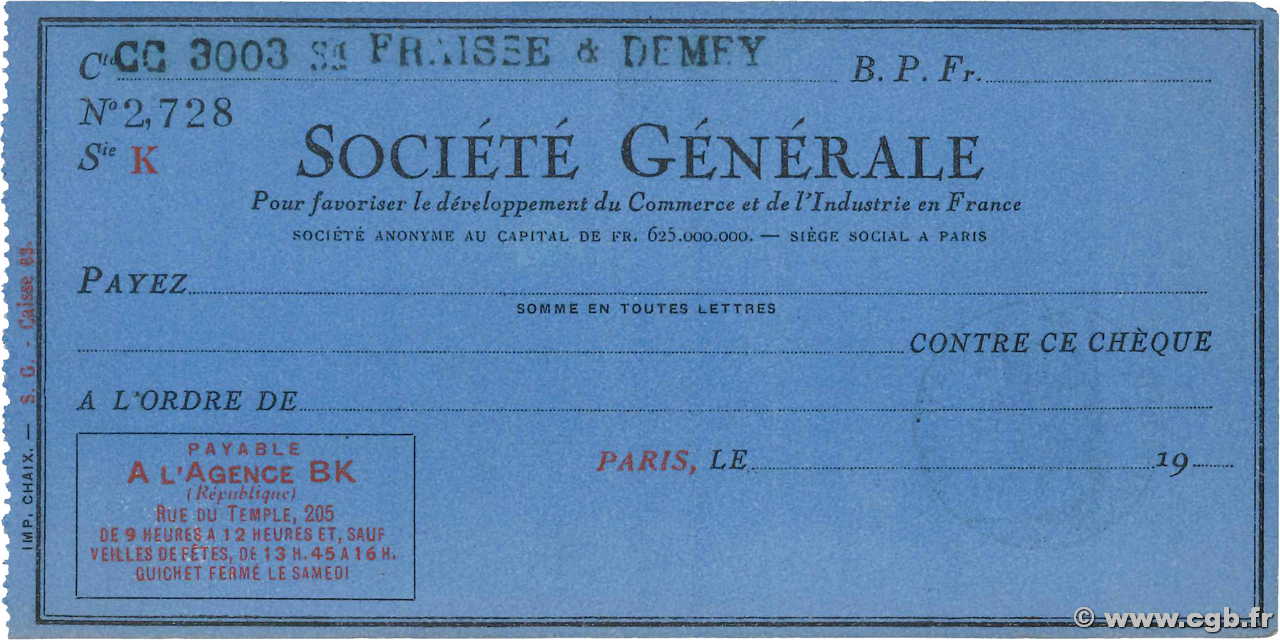 Cte CC 3003 Sté FRAISSE & DEMEY B. P. Fr.
No 2,728
Sie K
SOCIÉTÉ GÉNÉRALE
Pour favoriser le développement du Commerce et de l'Industrie en France
SOCIÉTÉ ANONYME AU CAPITAL DE FR. 625.000.000. — SIÈGE SOCIAL A PARIS
PAYEZ
SOMME EN TOUTES LETTRES
CONTRE CE CHÈQUE
A L'ORDRE DE
PARIS, LE 19
PAYABLE
A L'AGENCE BK
(République)
RUE DU TEMPLE, 205
DE 9 HEURES A 12 HEURES ET, SAUF
VEILLES DE FÊTES, DE 13 H. 45 A 16 H.
GUICHET FERMÉ LE SAMEDI
IMP. CHAIX. — S. G. - Caisse 63-
© www.cgb.fr